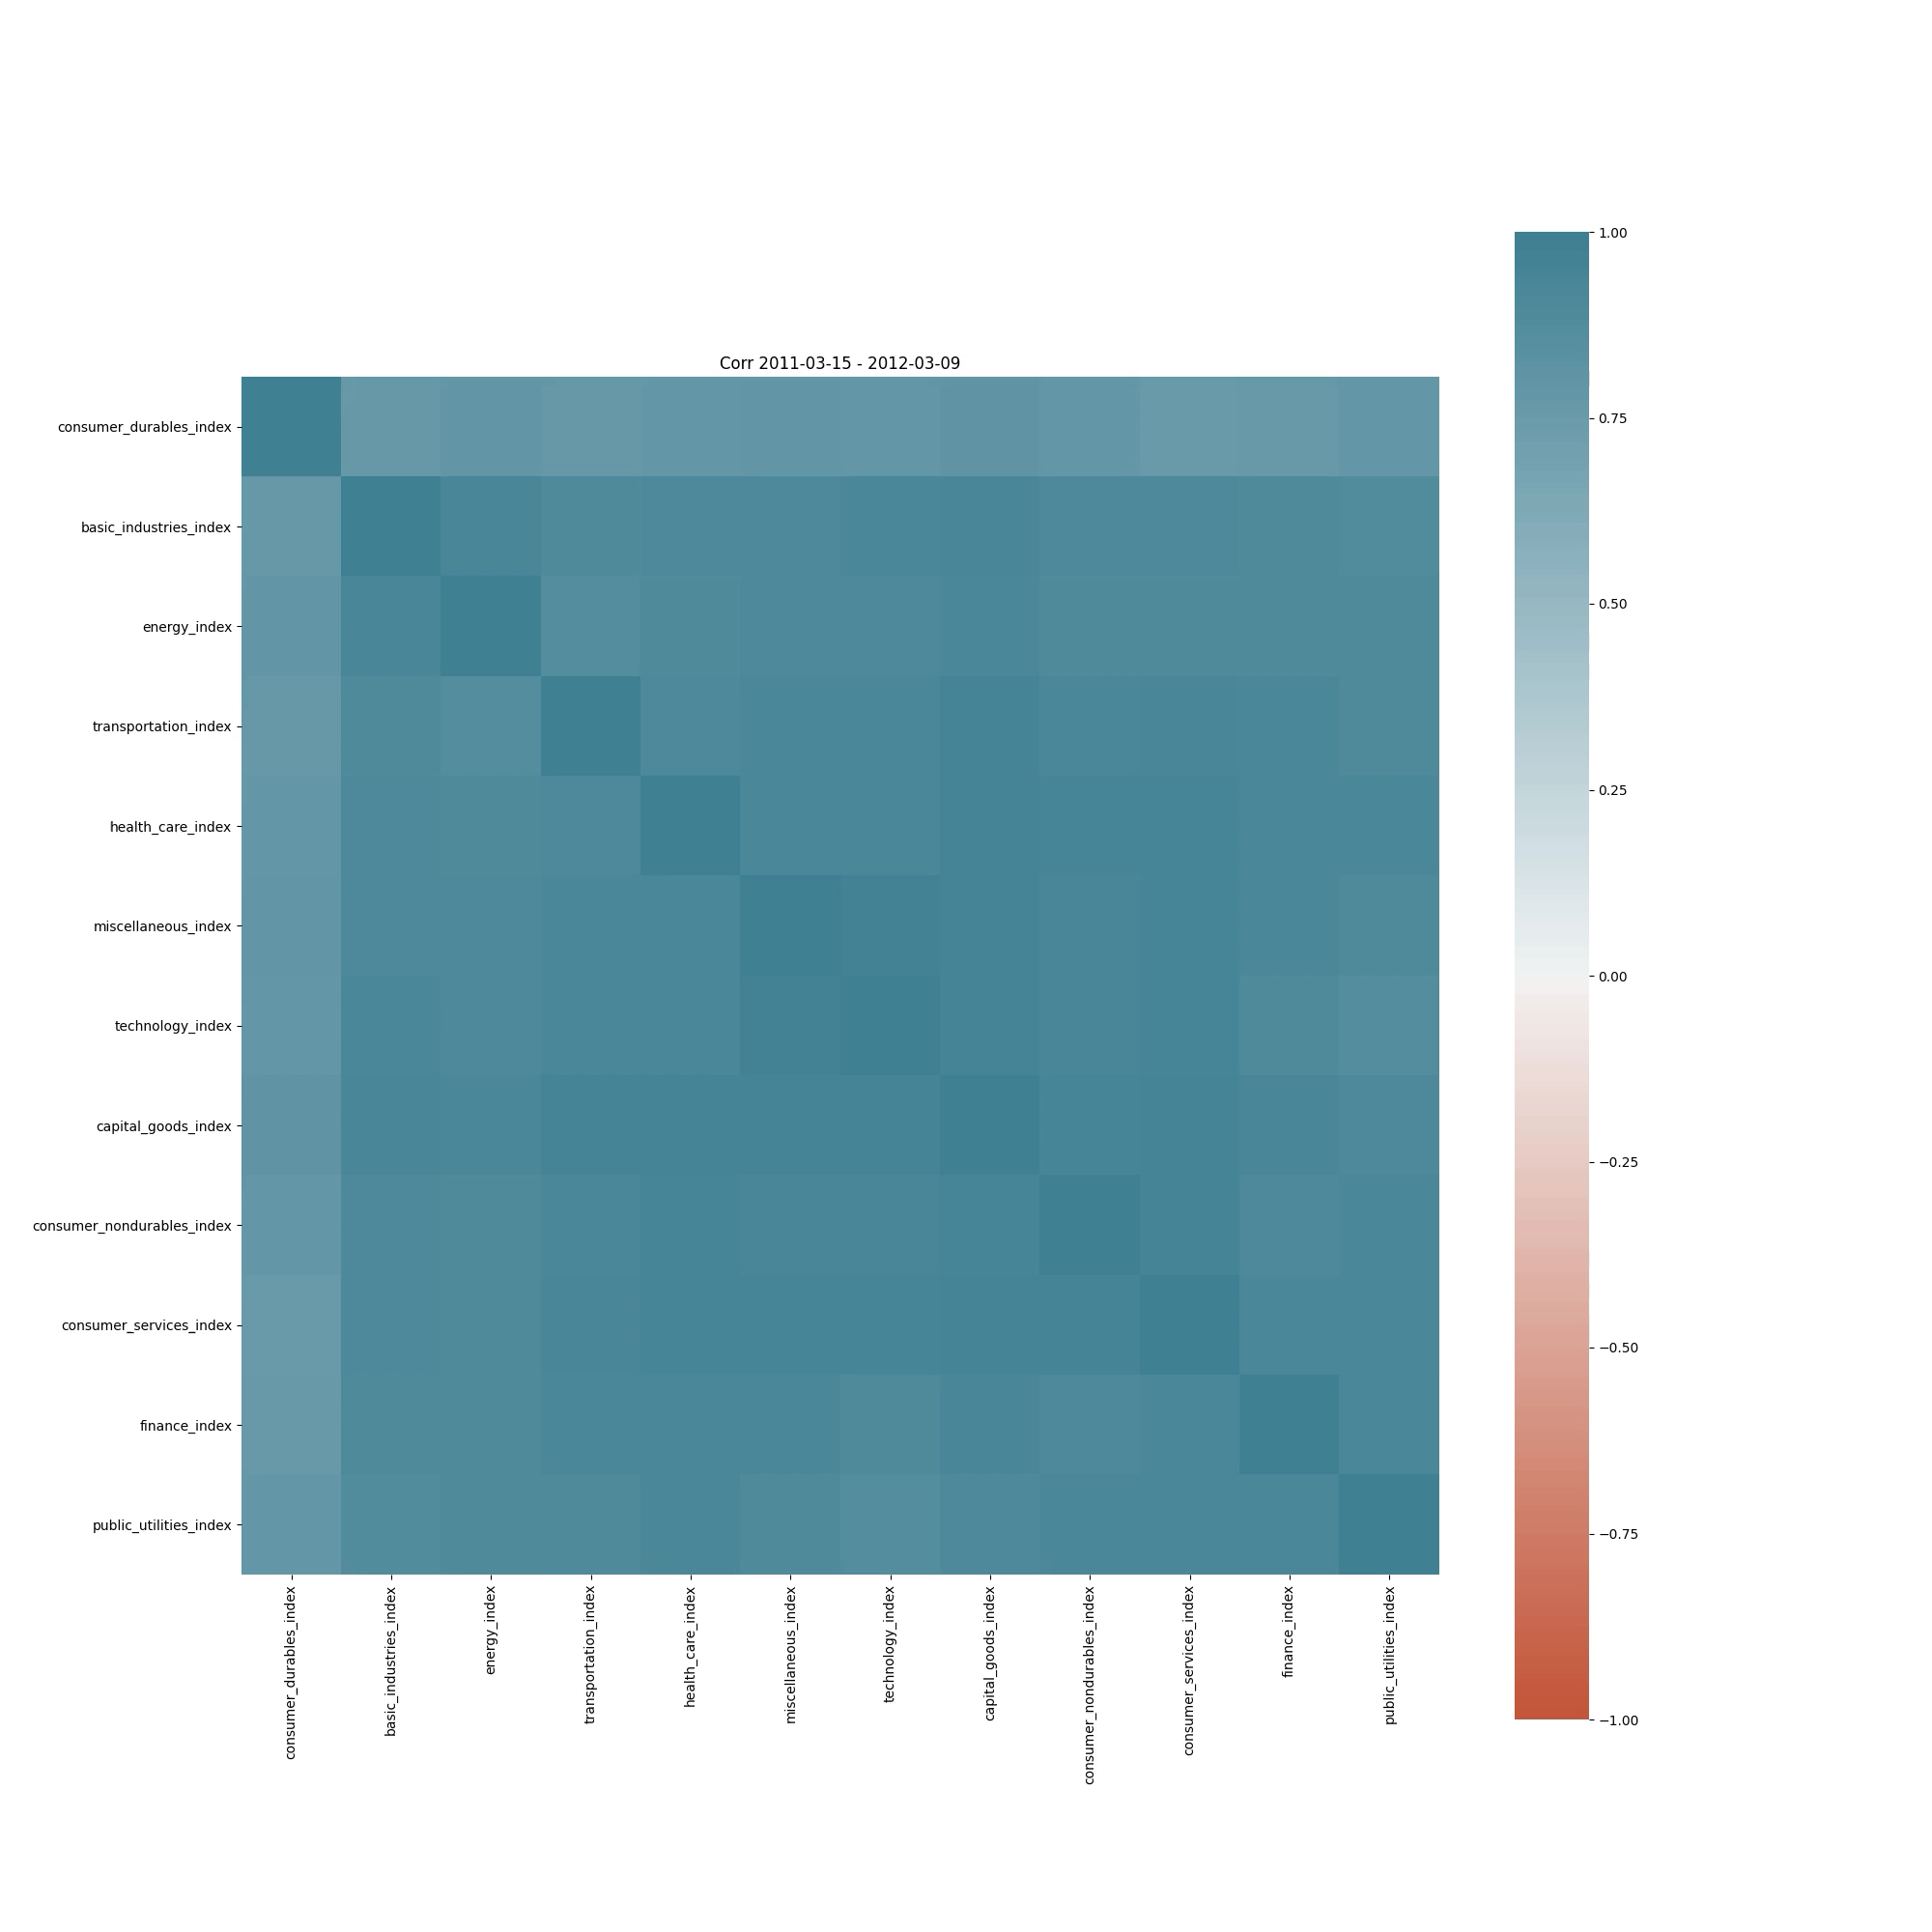 Corr 2011-03-15 - 2012-03-09
consumer_durables_index
basic_industries_index
energy_index
transportation_index
health_care_index
miscellaneous_index
technology_index
capital_goods_index
consumer_nondurables_index
consumer_services_index
finance_index
public_utilities_index
consumer_durables_index
basic_industries_index
energy_index
transportation_index
health_care_index
miscellaneous_index
technology_index
capital_goods_index
consumer_nondurables_index
consumer_services_index
finance_index
public_utilities_index
1.00
0.75
0.50
0.25
0.00
−0.25
−0.50
−0.75
−1.00